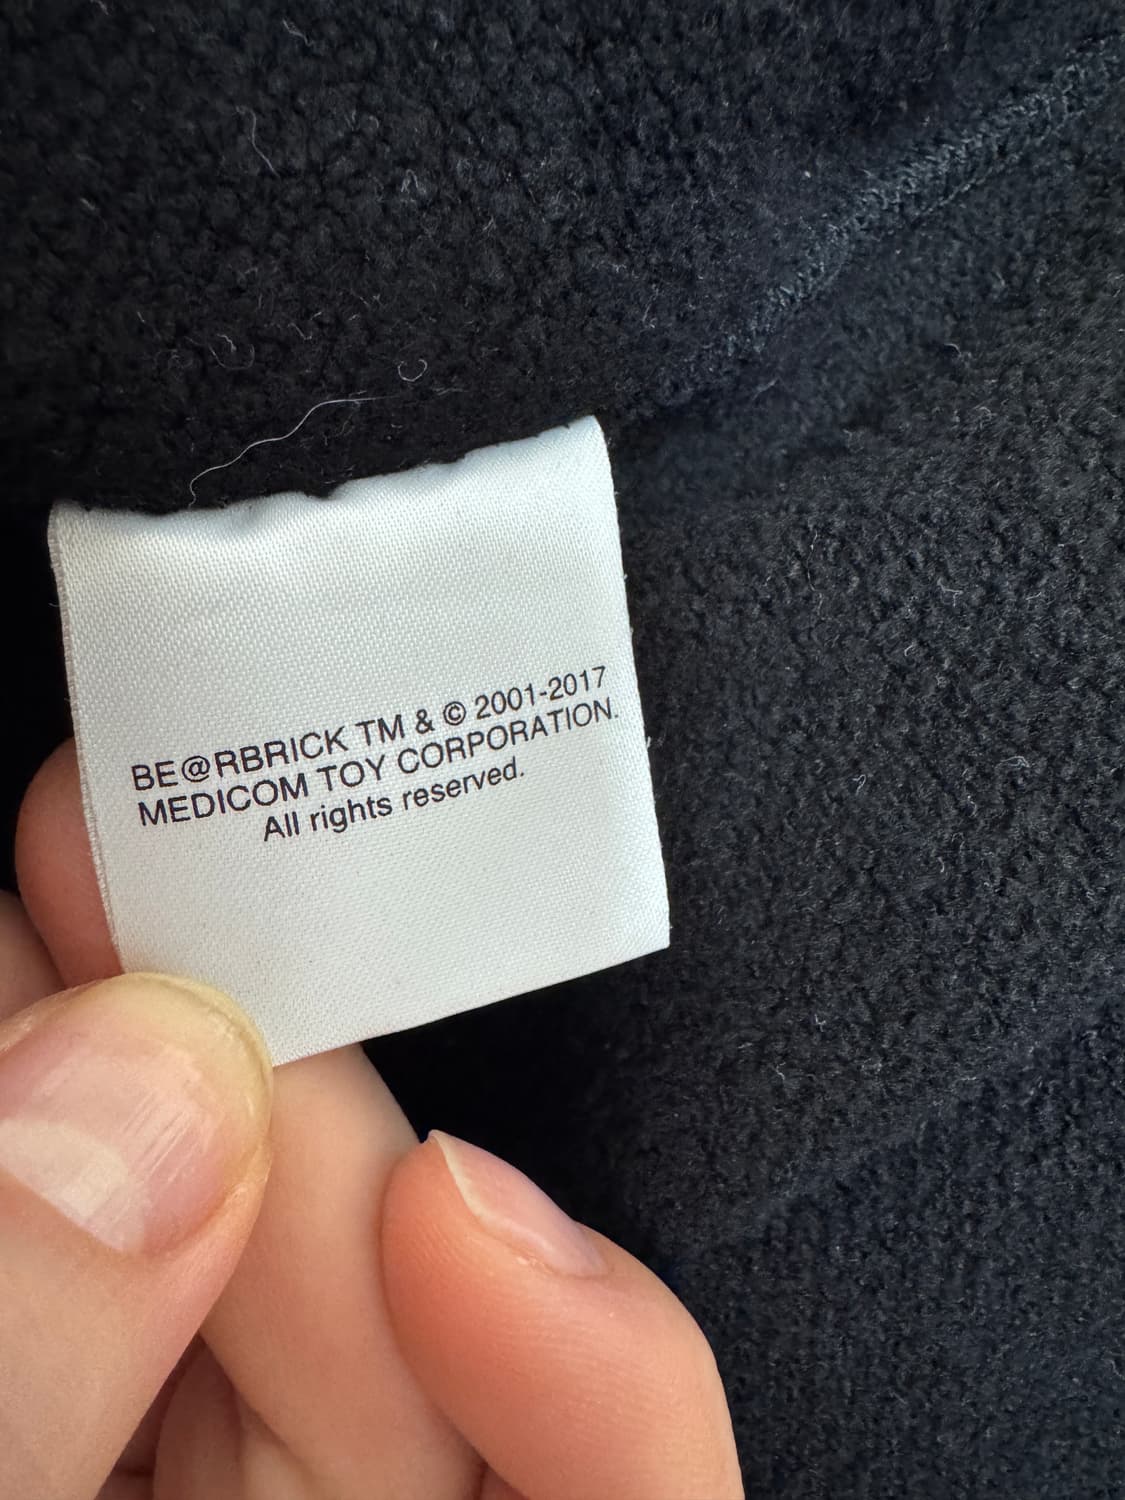 BE@RBRICK TM & © 2001-2017
MEDICOM TOY CORPORATION.
All rights reserved.